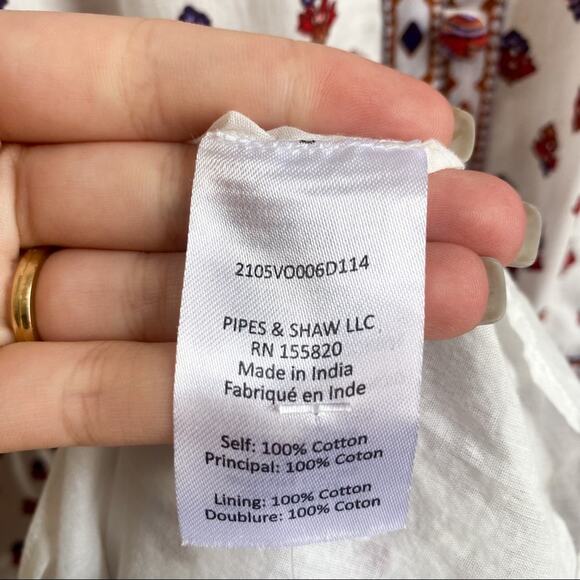 2105VO006D114
PIPES & SHAW LLC
RN 155820
Made in India
Fabriqué en Inde
Self: 100% Cotton
Principal: 100% Coton
Lining: 100% Cotton
Doublure: 100% Coton